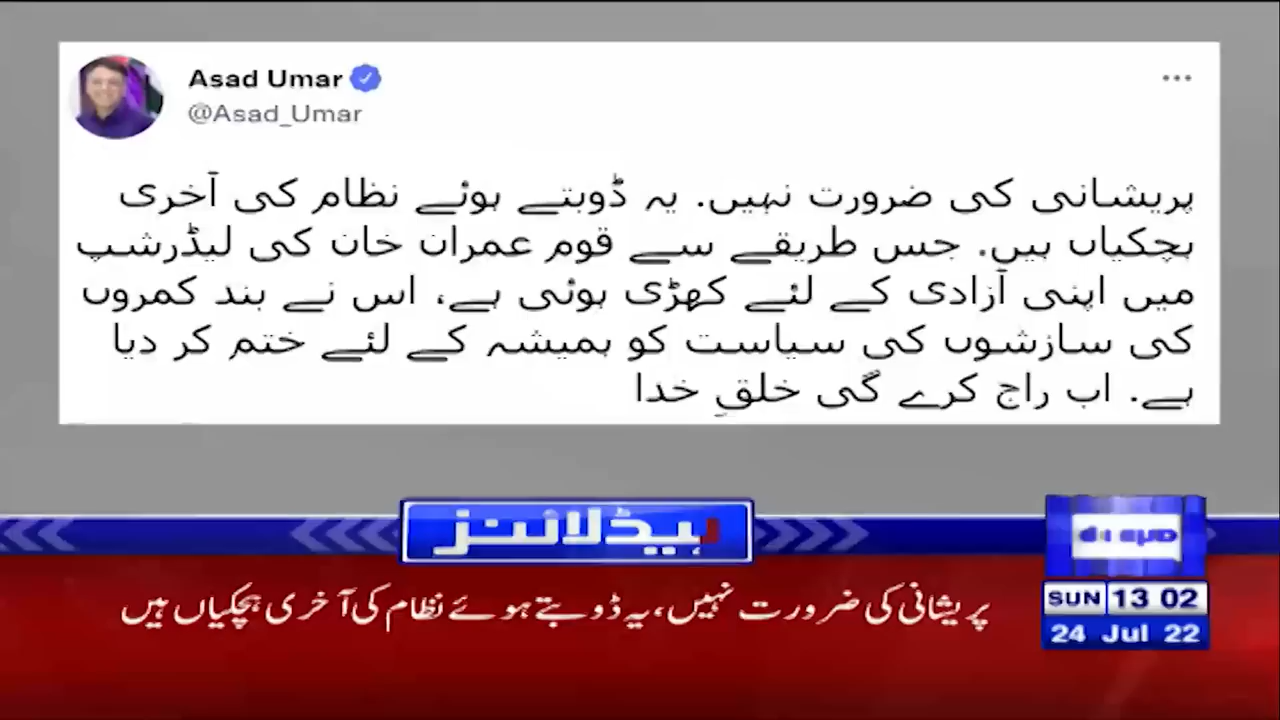 Asad Umar
@Asad_Umar
پریشانی کی ضرورت نہیں. یہ ڈوبتے ہوئے نظام کی آخری
ہچکیاں ہیں. جس طریقے سے قوم عمران خان کی لیڈرشپ
میں اپنی آزادی کے لئے کھڑی ہوئی ہے، اس نے بند کمروں
کی سازشوں کی سیاست کو ہمیشہ کے لئے ختم کر دیا
ہے. اب راج کرے گی خلقِ خدا
ہیڈلائنز
پریشانی کی ضرورت نہیں، یہ ڈوبتے ہوئے نظام کی آخری ہچکیاں ہیں
SUN 13 02
24 Jul 22